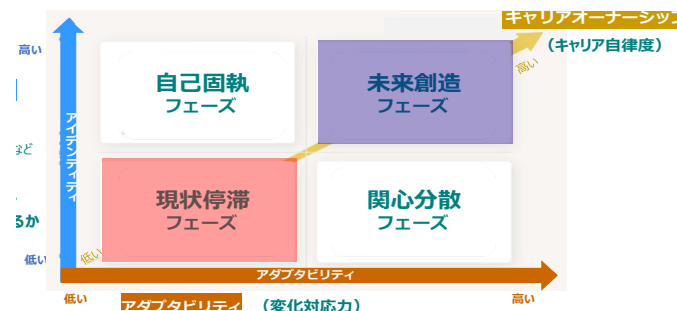 キャリアオーナーシップ
（キャリア自律度）
高い
高い
自己固執
フェーズ
未来創造
フェーズ
アイデンティティ
など
現状停滞
フェーズ
関心分散
フェーズ
るか
低い
低い
アダプタビリティ
低い
高い
アダプタビリティ
（変化対応力）